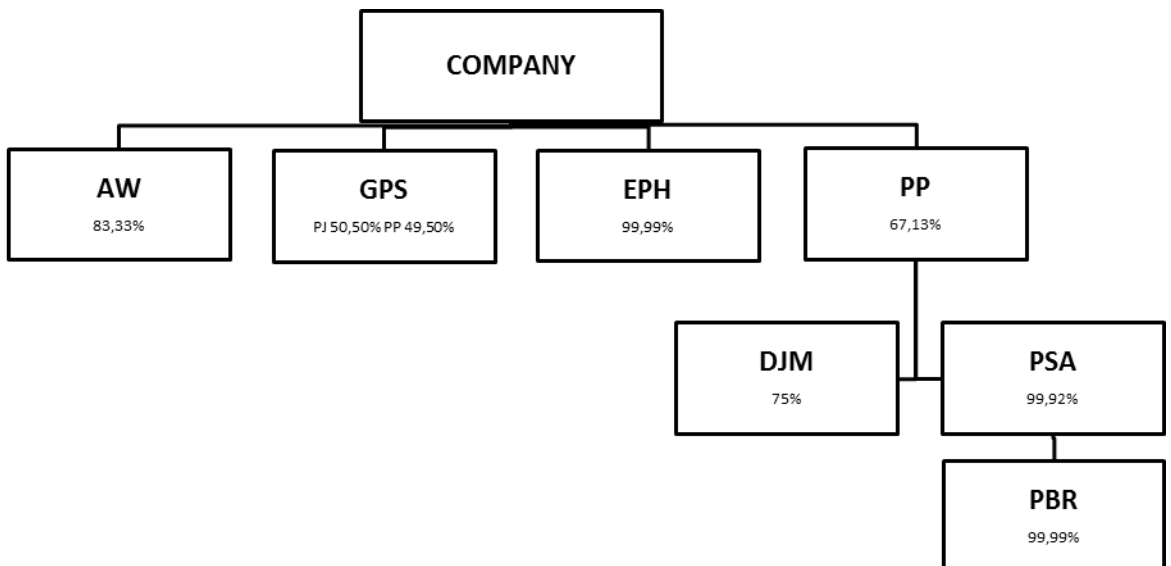 COMPANY
AW
83,33%
GPS
PJ 50,50% PP 49,50%
EPH
99,99%
PP
67,13%
DJM
75%
PSA
99,92%
PBR
99,99%